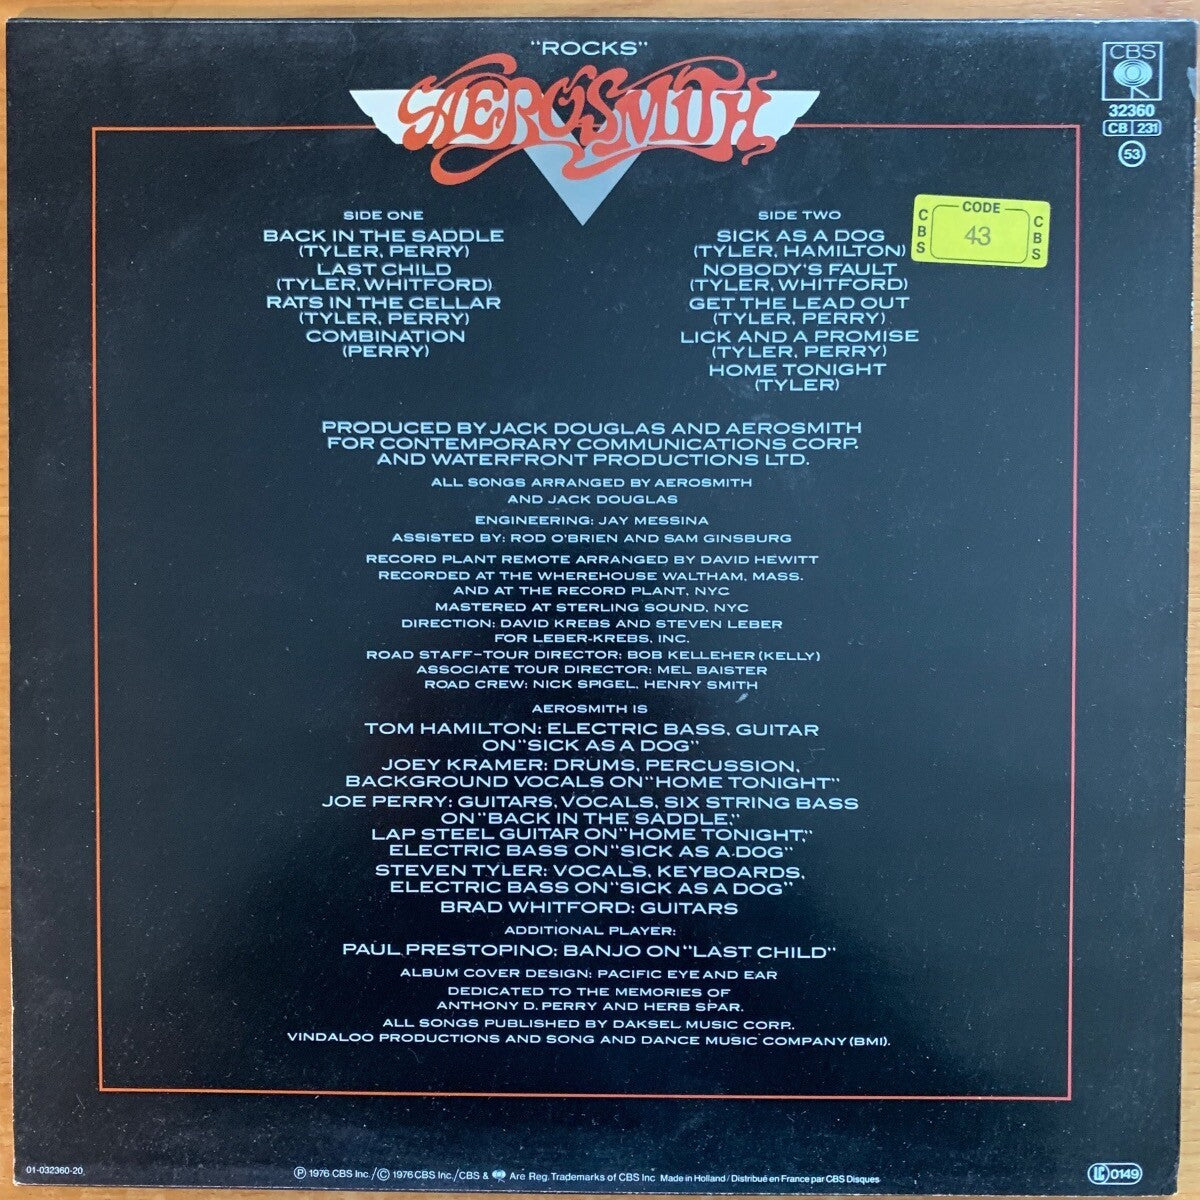 "ROCKS"
AEROSMITH
CBS
32360
CB 231
53
CODE
CBS 43 CBS
SIDE ONE
BACK IN THE SADDLE
(TYLER, PERRY)
LAST CHILD
(TYLER, WHITFORD)
RATS IN THE CELLAR
(TYLER, PERRY)
COMBINATION
(PERRY)
SIDE TWO
SICK AS A DOG
(TYLER, HAMILTON)
NOBODY'S FAULT
(TYLER, WHITFORD)
GET THE LEAD OUT
(TYLER, PERRY)
LICK AND A PROMISE
(TYLER, PERRY)
HOME TONIGHT
(TYLER)
PRODUCED BY JACK DOUGLAS AND AEROSMITH
FOR CONTEMPORARY COMMUNICATIONS CORP.
AND WATERFRONT PRODUCTIONS LTD.
ALL SONGS ARRANGED BY AEROSMITH
AND JACK DOUGLAS
ENGINEERING: JAY MESSINA
ASSISTED BY: ROD O'BRIEN AND SAM GINSBURG
RECORD PLANT REMOTE ARRANGED BY DAVID HEWITT
RECORDED AT THE WHEREHOUSE WALTHAM, MASS.
AND AT THE RECORD PLANT, NYC
MASTERED AT STERLING SOUND, NYC
DIRECTION: DAVID KREBS AND STEVEN LEBER
FOR LEBER-KREBS, INC.
ROAD STAFF–TOUR DIRECTOR: BOB KELLEHER (KELLY)
ASSOCIATE TOUR DIRECTOR: MEL BAISTER
ROAD CREW: NICK SPIGEL, HENRY SMITH
AEROSMITH IS
TOM HAMILTON: ELECTRIC BASS, GUITAR
ON "SICK AS A DOG"
JOEY KRAMER: DRUMS, PERCUSSION,
BACKGROUND VOCALS ON "HOME TONIGHT"
JOE PERRY: GUITARS, VOCALS, SIX STRING BASS
ON "BACK IN THE SADDLE,"
LAP STEEL GUITAR ON "HOME TONIGHT,"
ELECTRIC BASS ON "SICK AS A DOG"
STEVEN TYLER: VOCALS, KEYBOARDS,
ELECTRIC BASS ON "SICK AS A DOG"
BRAD WHITFORD: GUITARS
ADDITIONAL PLAYER:
PAUL PRESTOPINO: BANJO ON "LAST CHILD"
ALBUM COVER DESIGN: PACIFIC EYE AND EAR
DEDICATED TO THE MEMORIES OF
ANTHONY D. PERRY AND HERB SPAR.
ALL SONGS PUBLISHED BY DAKSEL MUSIC CORP.,
VINDALOO PRODUCTIONS AND SONG AND DANCE MUSIC COMPANY (BMI).
01-032360-20
Ⓟ 1976 CBS Inc./Ⓒ 1976 CBS Inc./CBS & Are Reg. Trademarks of CBS Inc Made in Holland / Distribué en France par CBS Disques
LC 0149